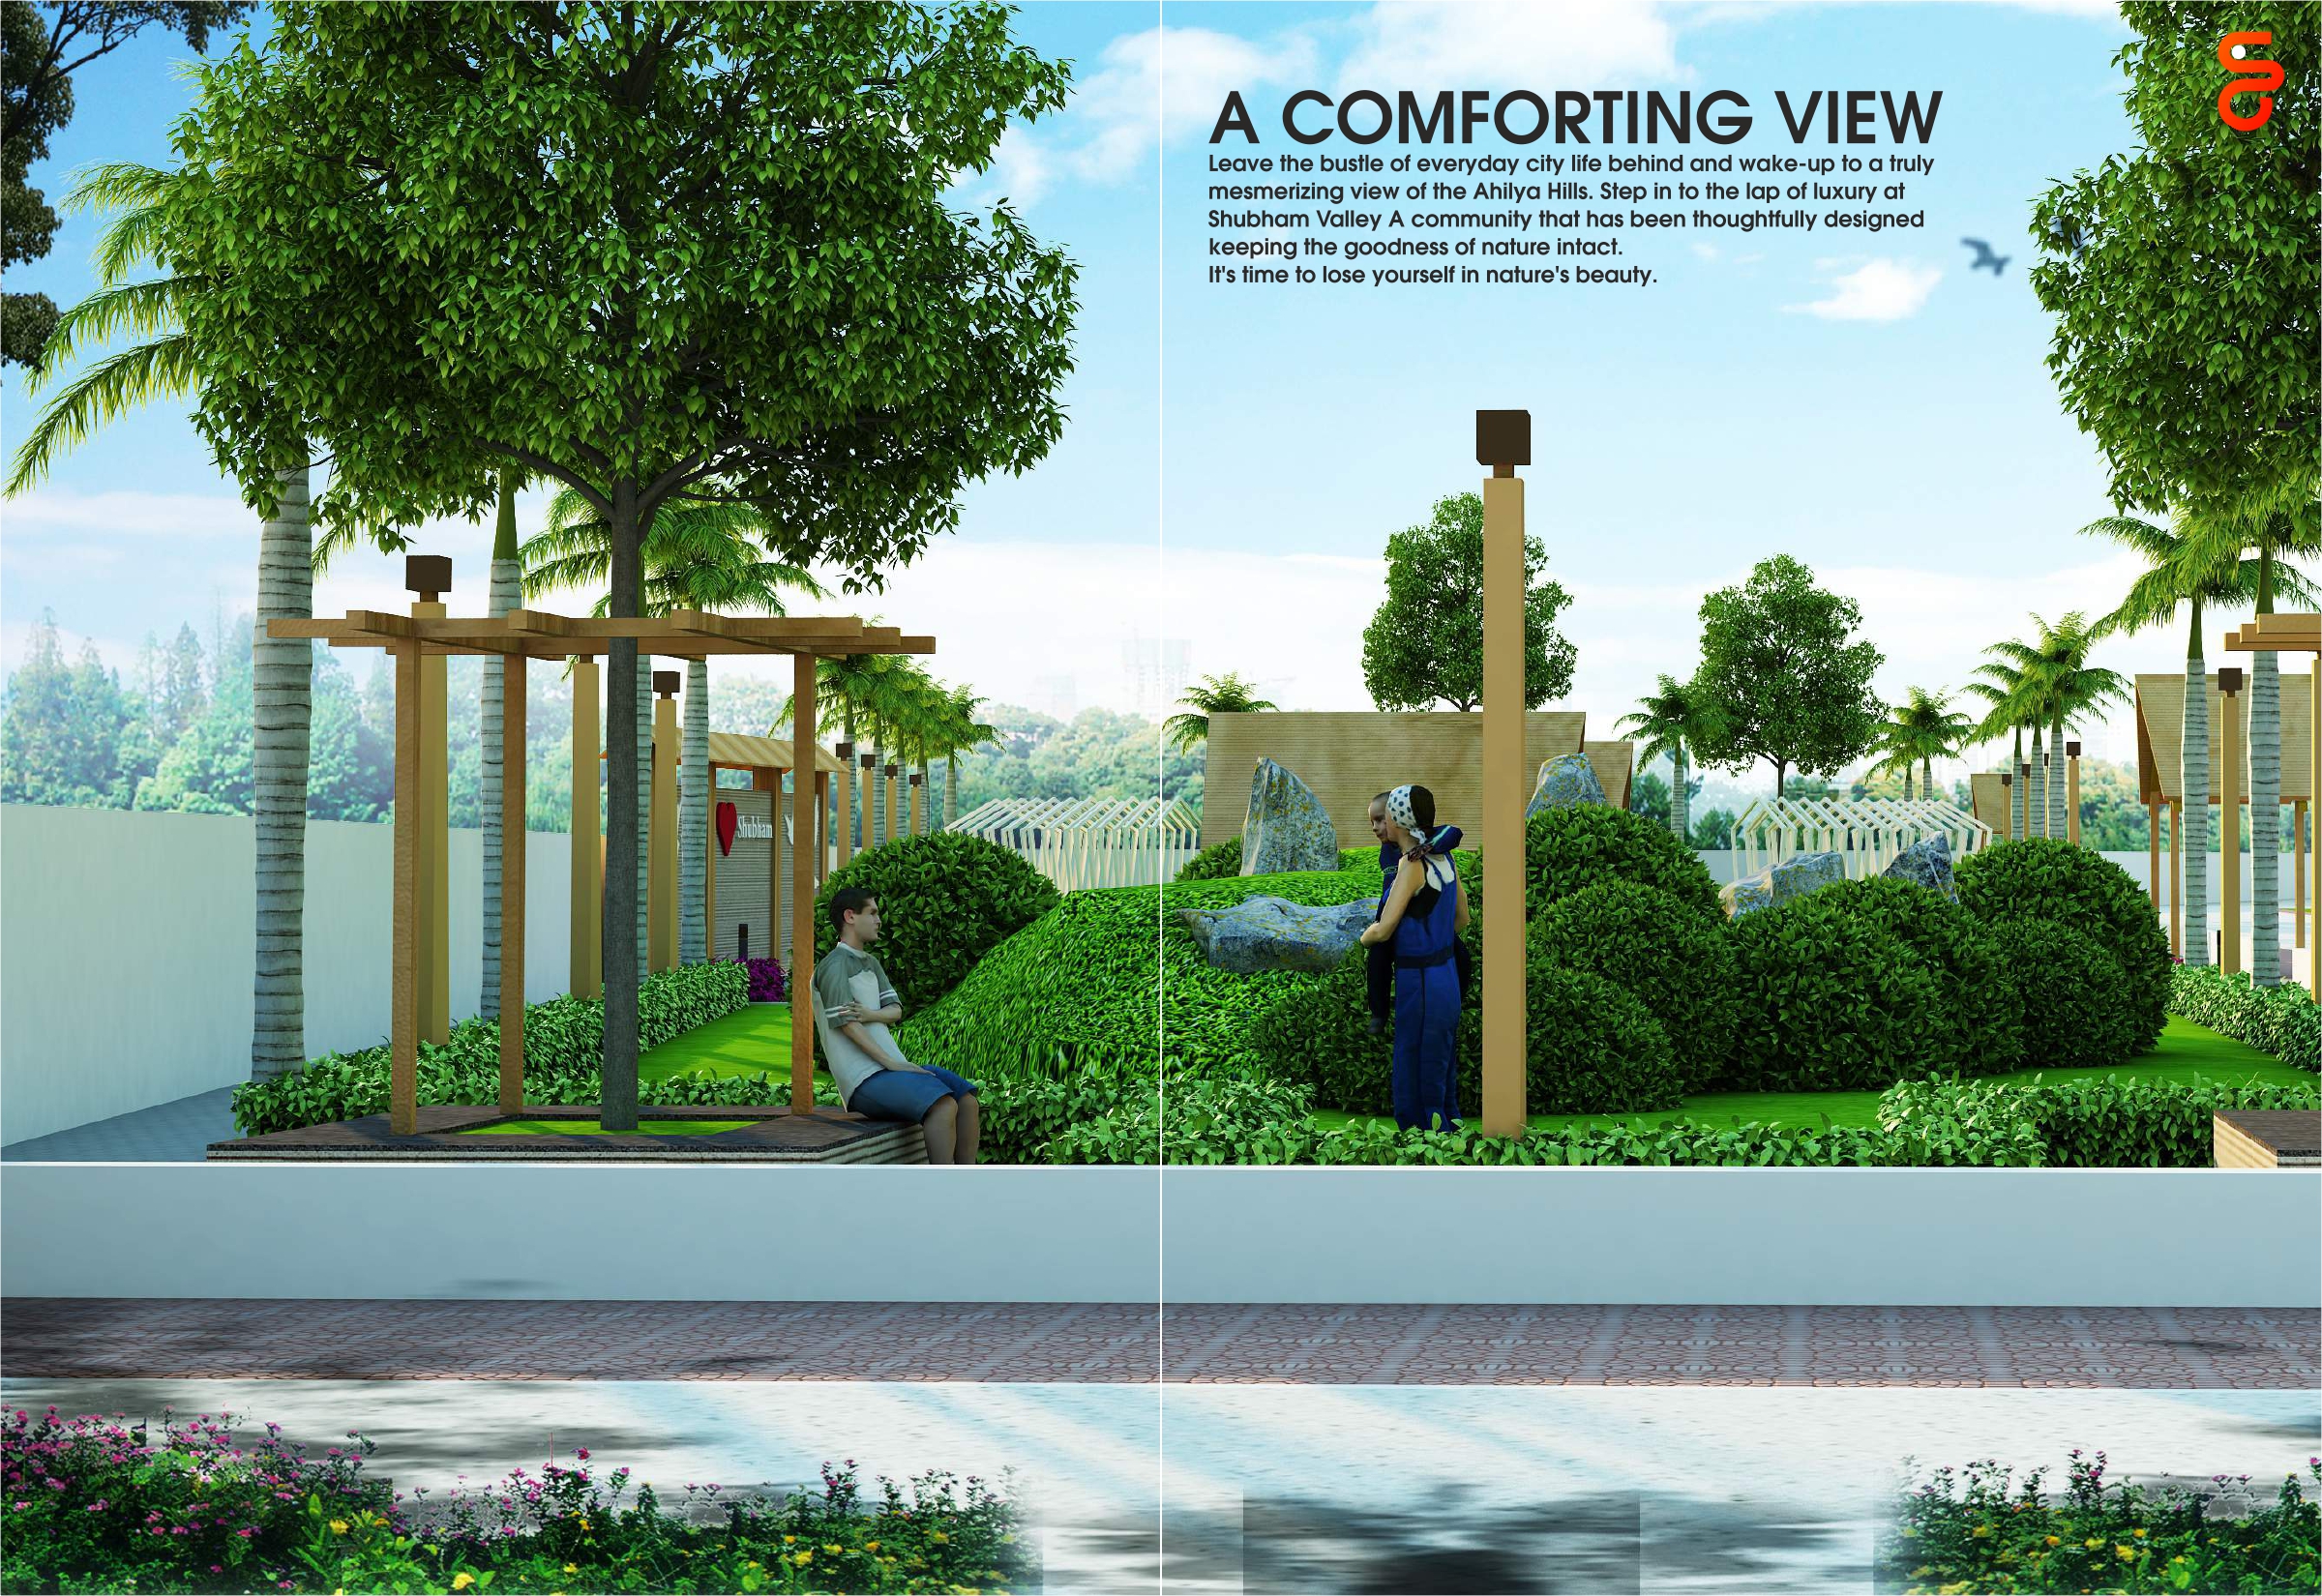 A COMFORTING VIEW
Leave the bustle of everyday city life behind and wake-up to a truly
mesmerizing view of the Ahilya Hills. Step in to the lap of luxury at
Shubham Valley A community that has been thoughtfully designed
keeping the goodness of nature intact.
It's time to lose yourself in nature's beauty.
Shubham